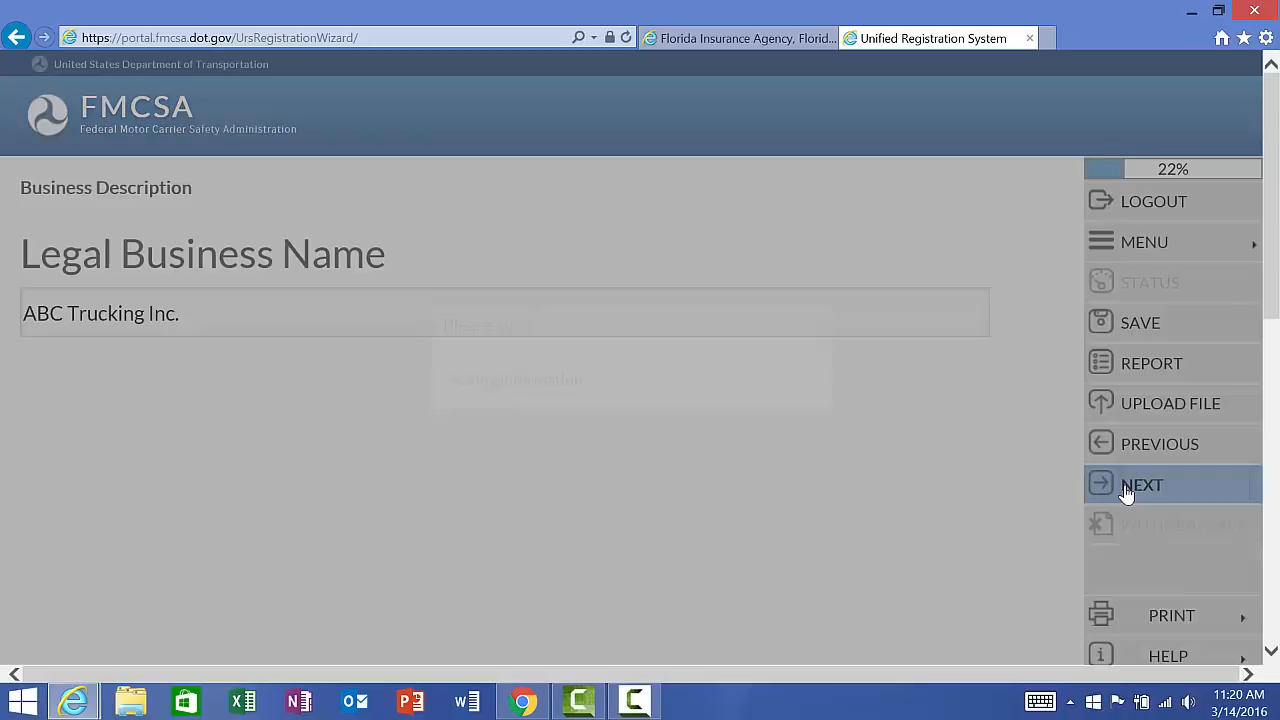 https://portal.fmcsa.dot.gov/UrsRegistrationWizard/
Florida Insurance Agency, Florid...
Unified Registration System
United States Department of Transportation
FMCSA
Federal Motor Carrier Safety Administration
22%
Business Description
LOGOUT
MENU
Legal Business Name
STATUS
ABC Trucking Inc.
SAVE
Please
REPORT
UPLOAD FILE
PREVIOUS
NEXT
PRINT
HELP
11:20 AM
3/14/2016